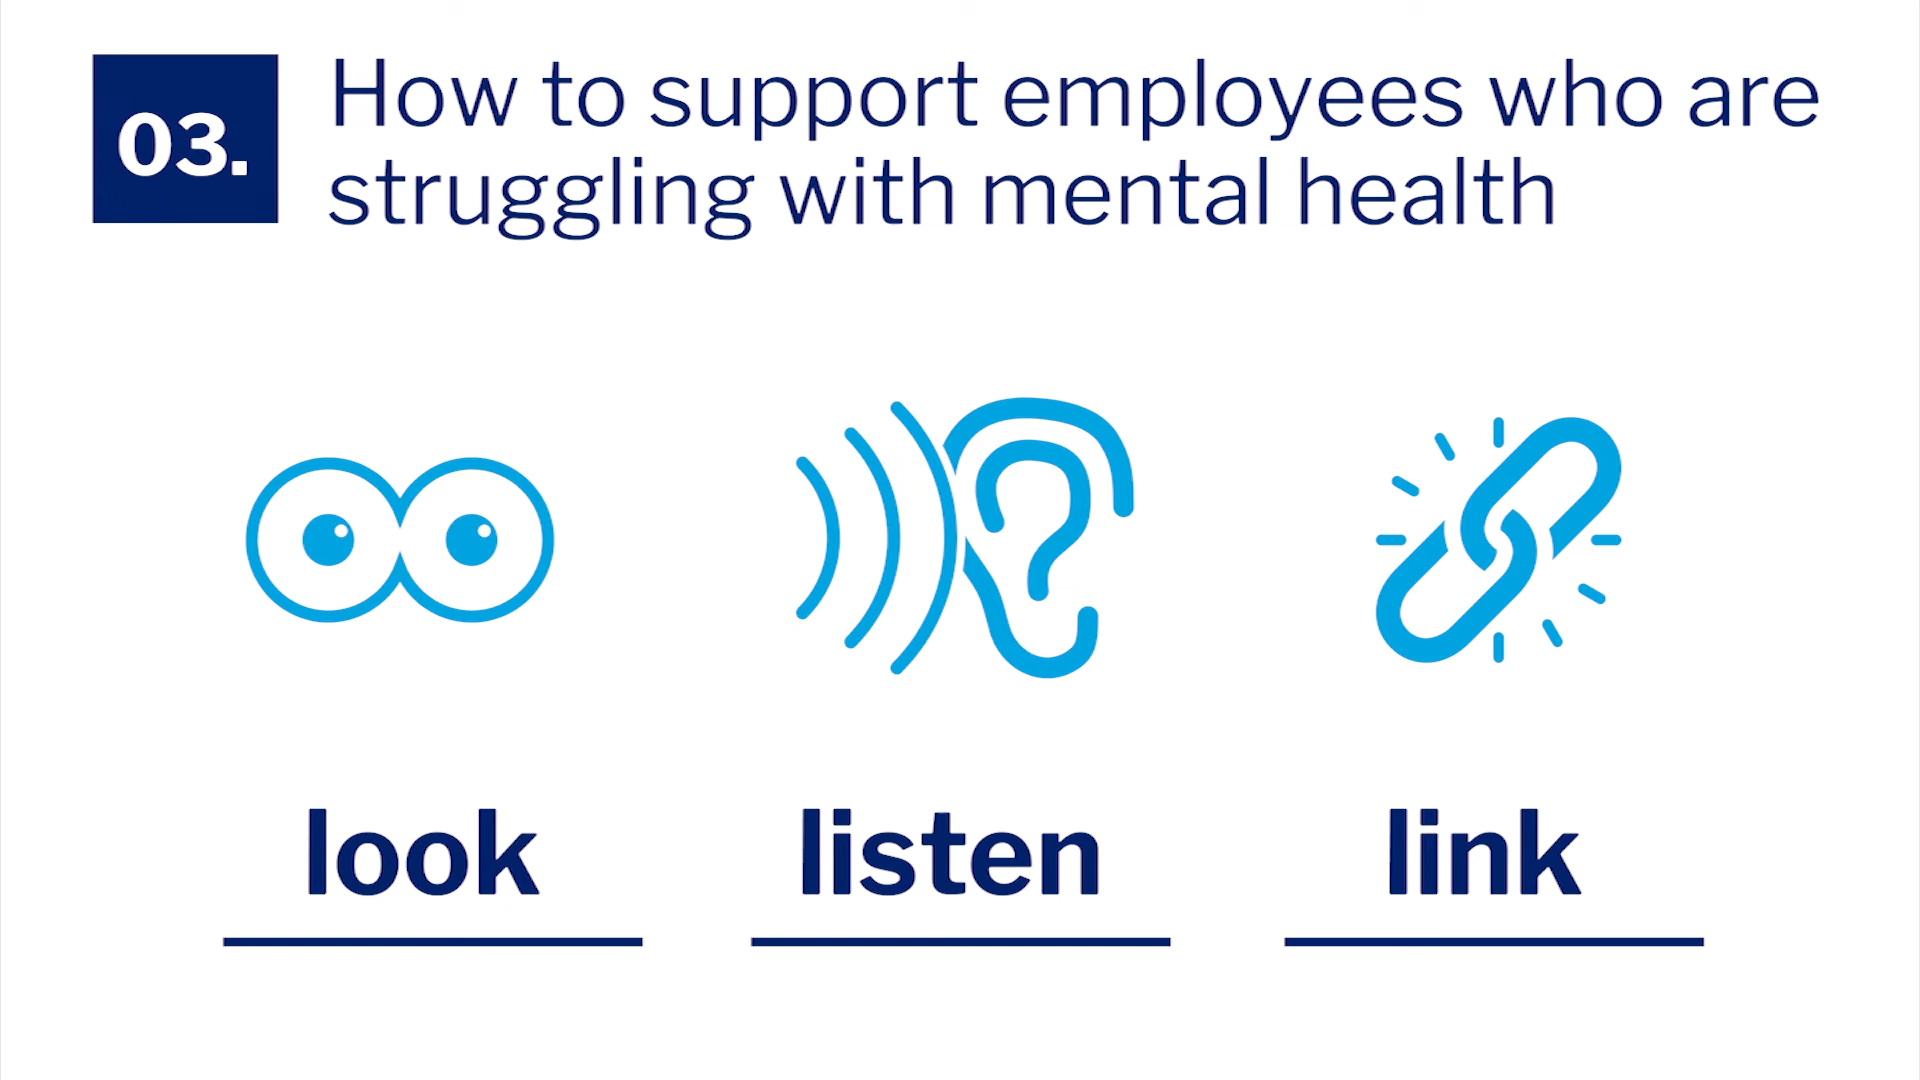 03.
How to support employees who are
struggling with mental health
look
listen
link